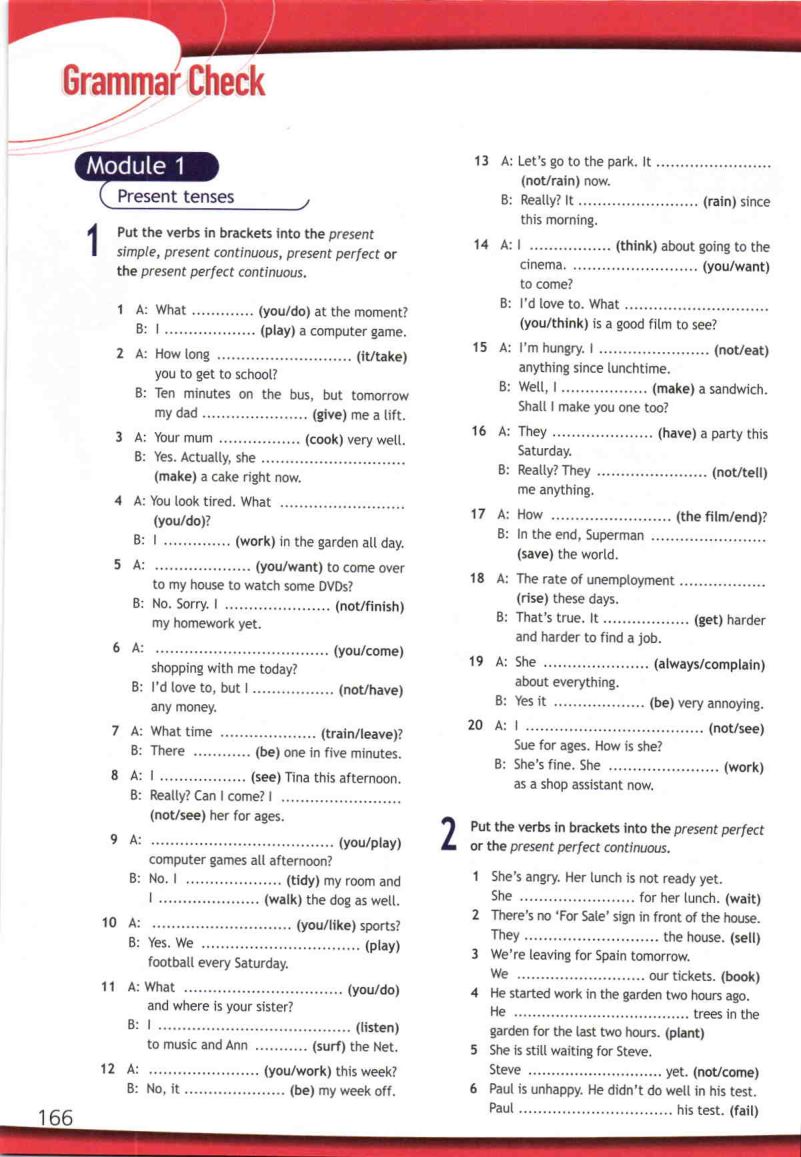 Grammar Check
Module 1
Present tenses
1 Put the verbs in brackets into the present
simple, present continuous, present perfect or
the present perfect continuous.
1 A: What ............. (you/do) at the moment?
B: I ................... (play) a computer game.
2 A: How long ............................ (it/take)
you to get to school?
B: Ten minutes on the bus, but tomorrow
my dad ...................... (give) me a lift.
3 A: Your mum ................. (cook) very well.
B: Yes. Actually, she ..............................
(make) a cake right now.
4 A: You look tired. What ..........................
(you/do)?
B: I .............. (work) in the garden all day.
5 A: .................... (you/want) to come over
to my house to watch some DVDs?
B: No. Sorry. I ...................... (not/finish)
my homework yet.
6 A: .................................... (you/come)
shopping with me today?
B: I'd love to, but I ................. (not/have)
any money.
7 A: What time .................... (train/leave)?
B: There ............ (be) one in five minutes.
8 A: I .................. (see) Tina this afternoon.
B: Really? Can I come? I .........................
(not/see) her for ages.
9 A: ...................................... (you/play)
computer games all afternoon?
B: No. I .................... (tidy) my room and
I ..................... (walk) the dog as well.
10 A: ............................. (you/like) sports?
B: Yes. We ................................. (play)
football every Saturday.
11 A: What ................................. (you/do)
and where is your sister?
B: I ........................................ (listen)
to music and Ann ........... (surf) the Net.
12 A: ....................... (you/work) this week?
B: No, it ..................... (be) my week off.
166
13 A: Let's go to the park. It ........................
(not/rain) now.
B: Really? It ......................... (rain) since
this morning.
14 A: I ................. (think) about going to the
cinema. .......................... (you/want)
to come?
B: I'd love to. What ..............................
(you/think) is a good film to see?
15 A: I'm hungry. I ....................... (not/eat)
anything since lunchtime.
B: Well, I .................. (make) a sandwich.
Shall I make you one too?
16 A: They ..................... (have) a party this
Saturday.
B: Really? They ....................... (not/tell)
me anything.
17 A: How ......................... (the film/end)?
B: In the end, Superman ........................
(save) the world.
18 A: The rate of unemployment ..................
(rise) these days.
B: That's true. It .................. (get) harder
and harder to find a job.
19 A: She ...................... (always/complain)
about everything.
B: Yes it ................... (be) very annoying.
20 A: I ..................................... (not/see)
Sue for ages. How is she?
B: She's fine. She ....................... (work)
as a shop assistant now.
2 Put the verbs in brackets into the present perfect
or the present perfect continuous.
1 She's angry. Her lunch is not ready yet.
She ........................ for her lunch. (wait)
2 There's no 'For Sale' sign in front of the house.
They ............................ the house. (sell)
3 We're leaving for Spain tomorrow.
We ........................... our tickets. (book)
4 He started work in the garden two hours ago.
He ..................................... trees in the
garden for the last two hours. (plant)
5 She is still waiting for Steve.
Steve ............................ yet. (not/come)
6 Paul is unhappy. He didn't do well in his test.
Paul ................................ his test. (fail)